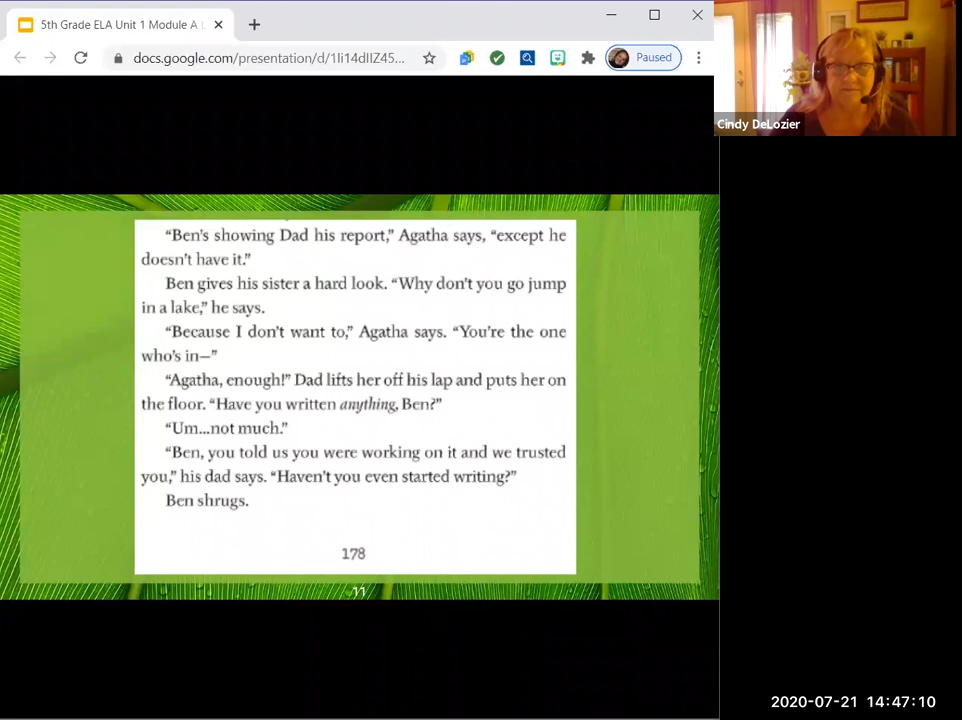 5th Grade ELA Unit 1 Module A L
docs.google.com/presentation/d/1li14dIIZ45...
Paused
Cindy DeLozier
"Ben's showing Dad his report," Agatha says, "except he
doesn't have it."
Ben gives his sister a hard look. "Why don't you go jump
in a lake," he says.
"Because I don't want to," Agatha says. "You're the one
who's in—"
"Agatha, enough!" Dad lifts her off his lap and puts her on
the floor. "Have you written anything, Ben?"
"Um...not much."
"Ben, you told us you were working on it and we trusted
you," his dad says. "Haven't you even started writing?"
Ben shrugs.
178
11
2020-07-21 14:47:10